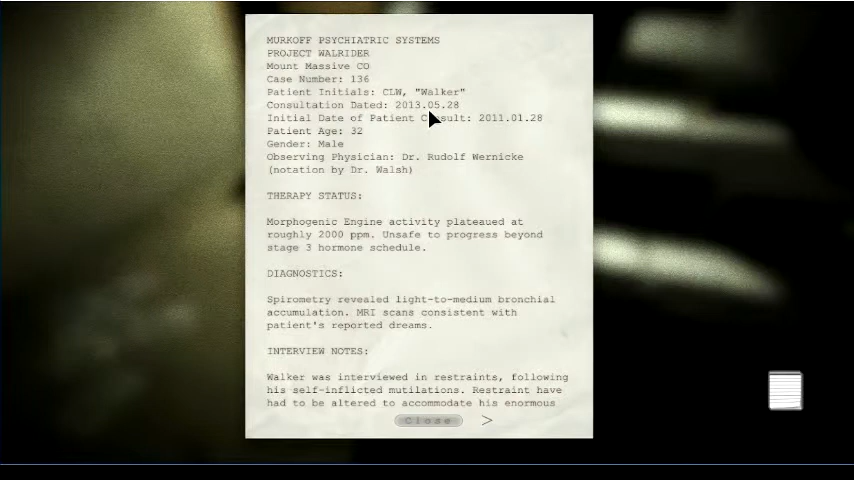 MURKOFF PSYCHIATRIC SYSTEMS
PROJECT WALRIDER
Mount Massive CO
Case Number: 136
Patient Initials: CLW, "Walker"
Consultation Dated: 2013.05.28
Initial Date of Patient Consult: 2011.01.28
Patient Age: 32
Gender: Male
Observing Physician: Dr. Rudolf Wernicke
(notation by Dr. Walsh)
THERAPY STATUS:
Morphogenic Engine activity plateaued at
roughly 2000 ppm. Unsafe to progress beyond
stage 3 hormone schedule.
DIAGNOSTICS:
Spirometry revealed light-to-medium bronchial
accumulation. MRI scans consistent with
patient's reported dreams.
INTERVIEW NOTES:
Walker was interviewed in restraints, following
his self-inflicted mutilations. Restraint have
had to be altered to accommodate his enormous
Close >